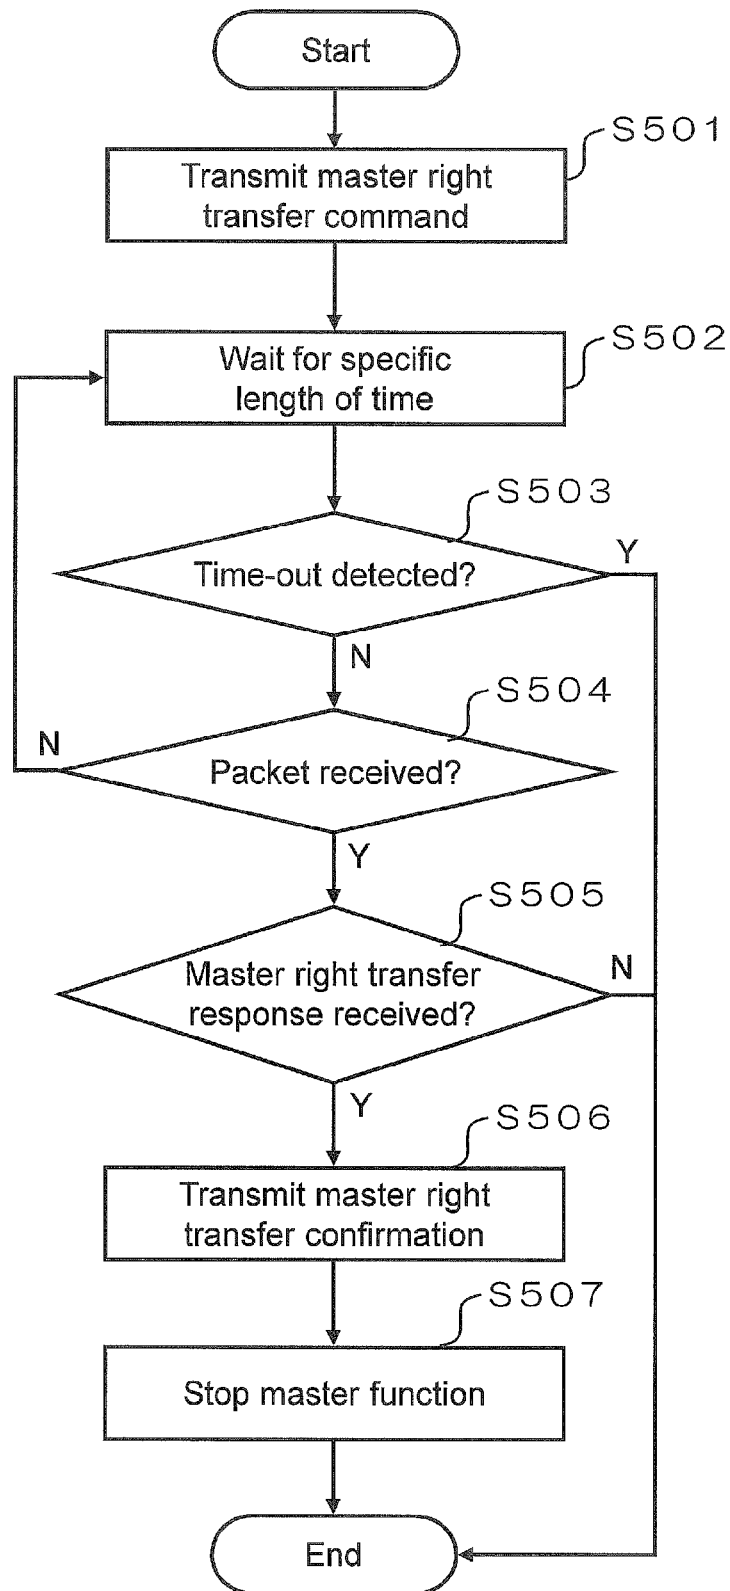 Start
S501
Transmit master right
transfer command
S502
Wait for specific
length of time
S503
Time-out detected?
Y
N
S504
N
Packet received?
Y
S505
Master right transfer
response received?
N
Y
S506
Transmit master right
transfer confirmation
S507
Stop master function
End